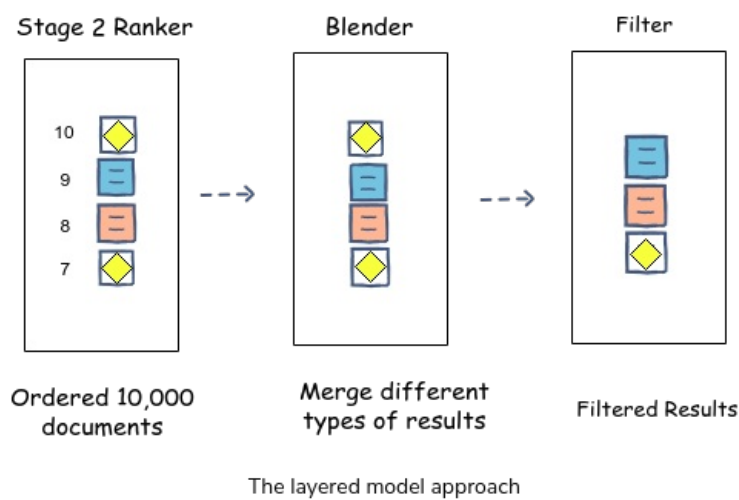 Stage 2 Ranker
Blender
Filter
10
9
8
7
Ordered 10,000
documents
Merge different
types of results
Filtered Results
The layered model approach